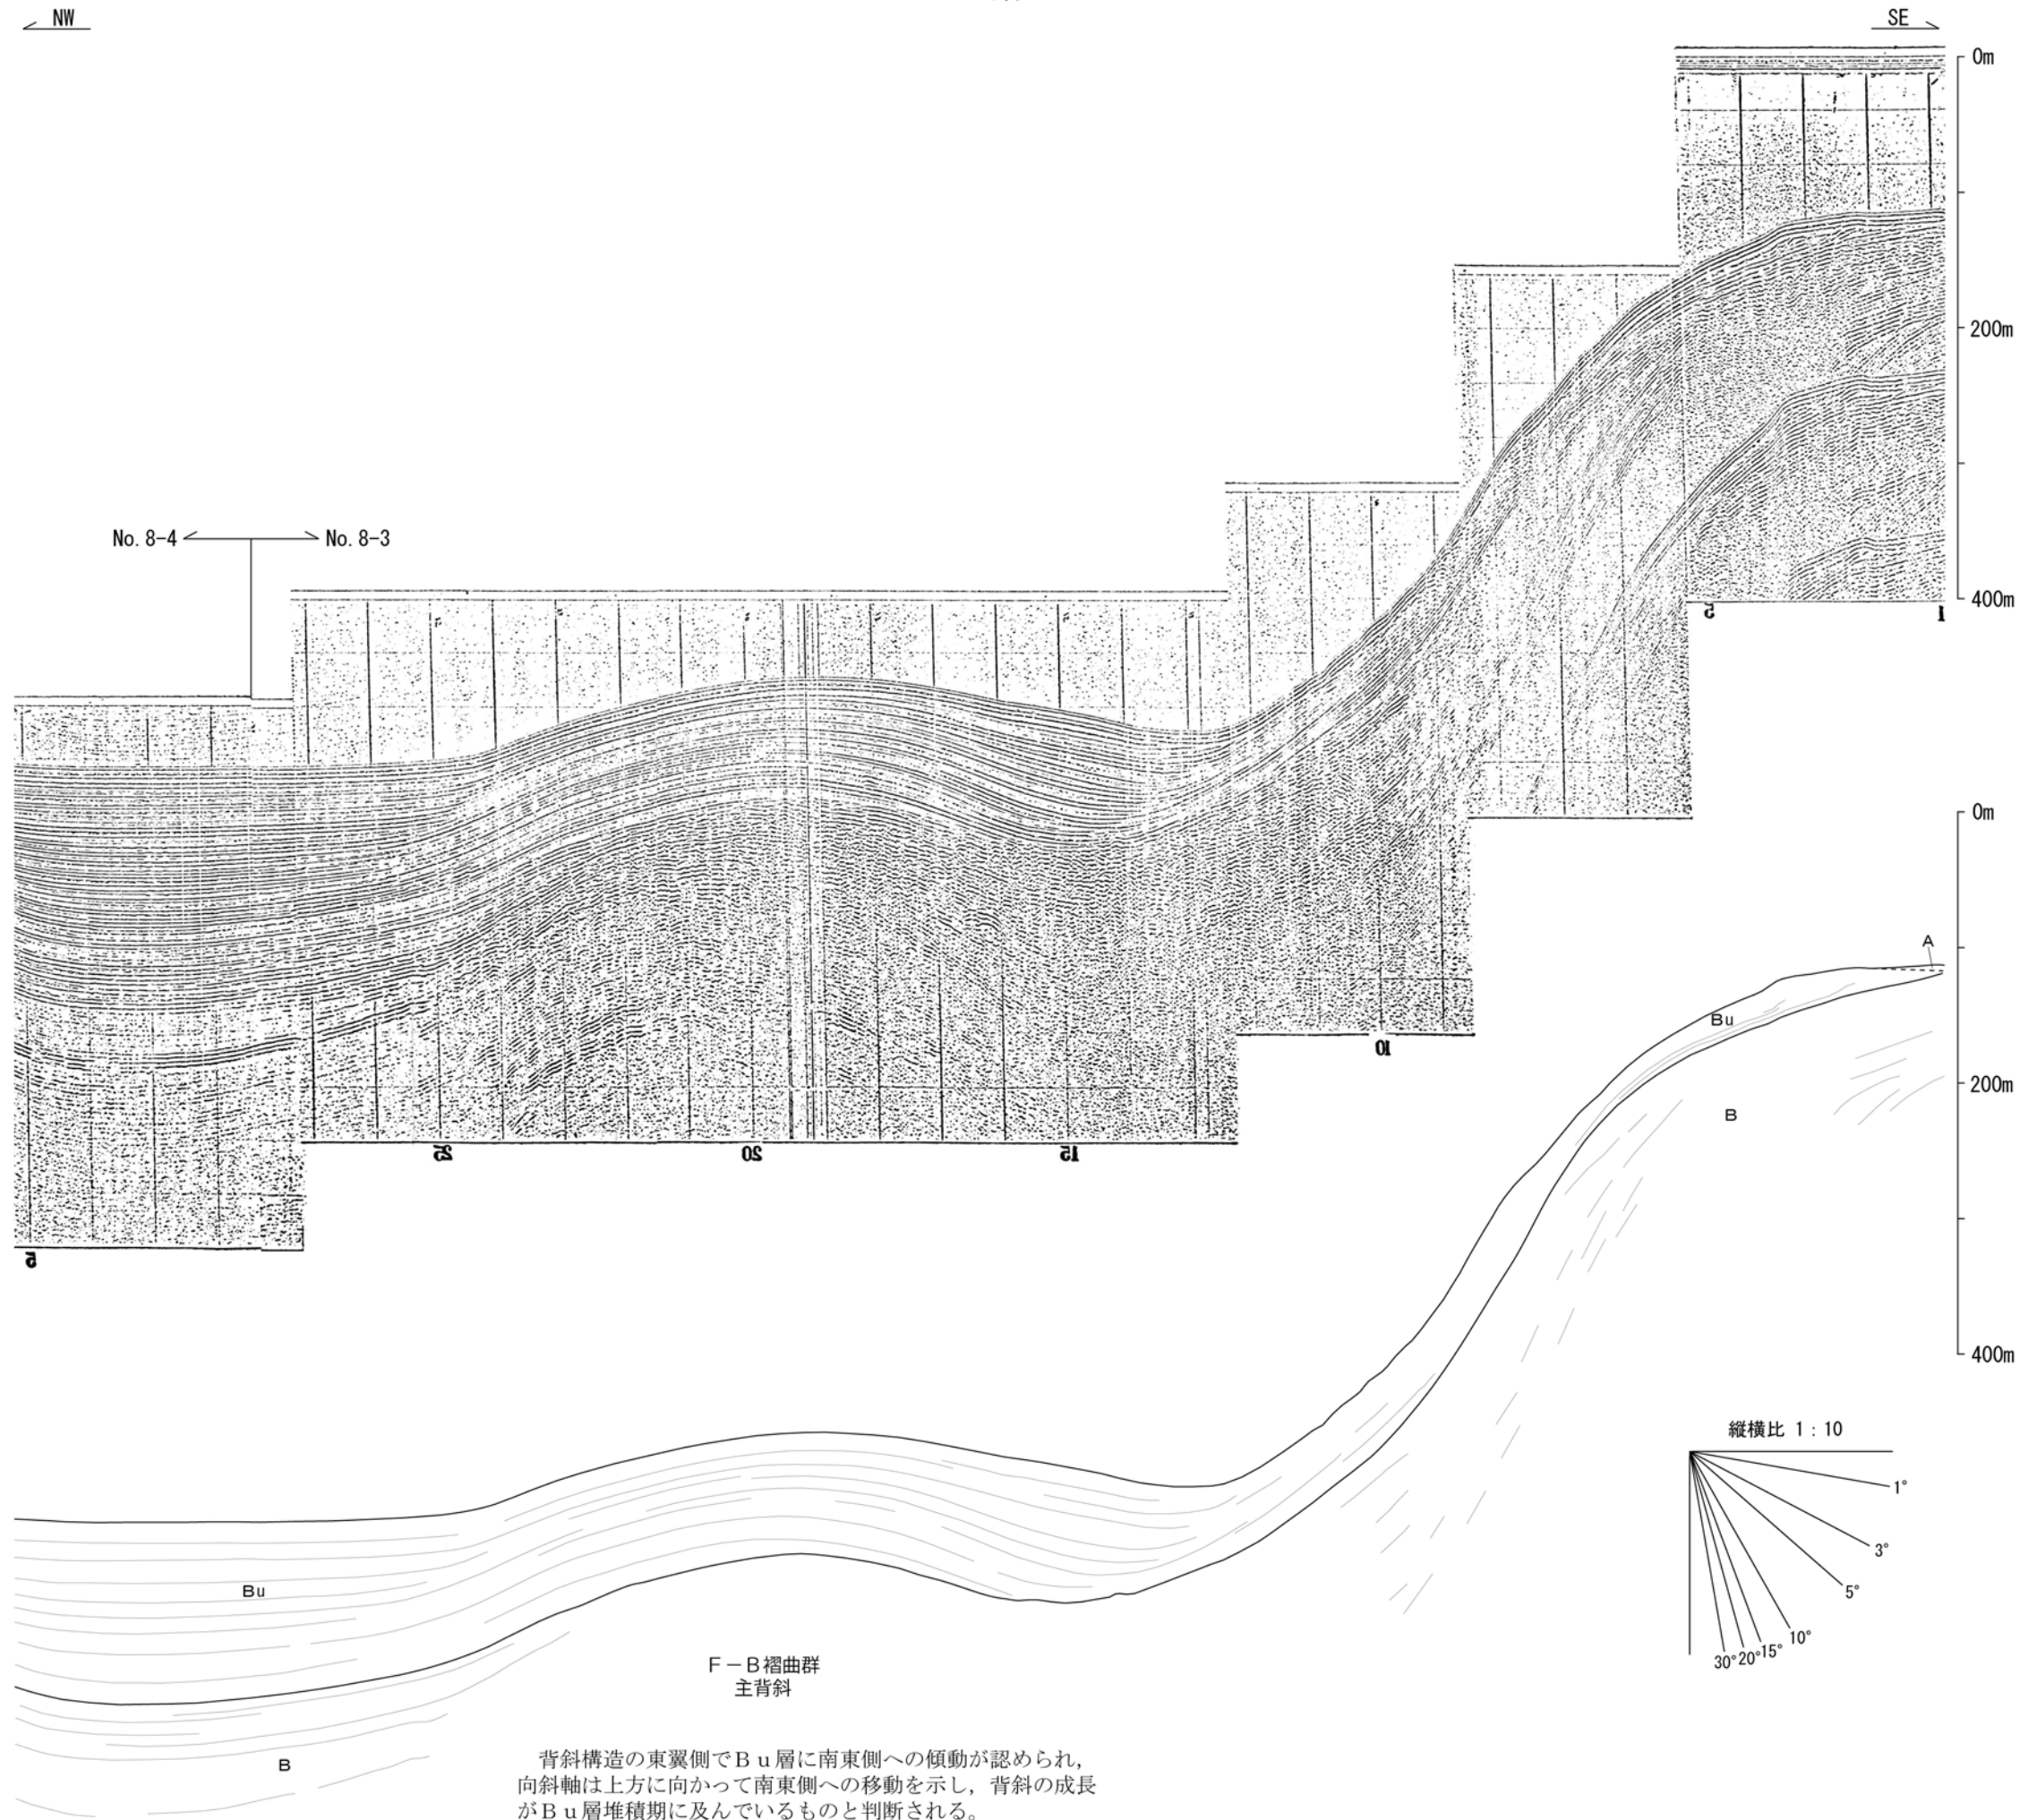 NW
SE
0m
200m
No. 8-4
No. 8-3
400m
5
1
0m
10
A
Bu
25
20
15
200m
B
5
400m
縦横比 1 : 10
1°
3°
5°
10°
15°
20°
30°
Bu
F－B褶曲群
主背斜
B
背斜構造の東翼側でＢｕ層に南東側への傾動が認められ，
向斜軸は上方に向かって南東側への移動を示し，背斜の成長
がＢｕ層堆積期に及んでいるものと判断される。